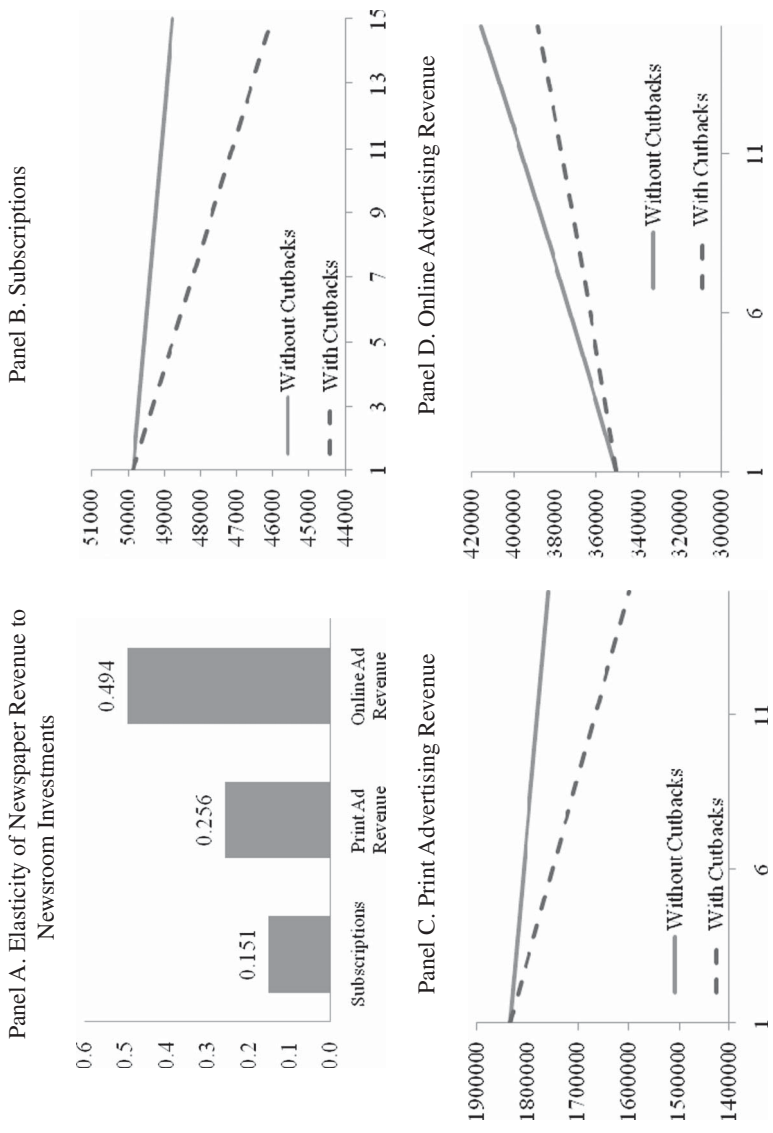 Panel A. Elasticity of Newspaper Revenue to
Newsroom Investments
0.6
0.5
0.4
0.3
0.2
0.1
0.0
0.151
0.256
0.494
Subscriptions
Print Ad
Revenue
Online Ad
Revenue
Panel B. Subscriptions
51000
50000
49000
48000
47000
46000
45000
44000
Without Cutbacks
With Cutbacks
1 3 5 7 9 11 13 15
Panel C. Print Advertising Revenue
1900000
1800000
1700000
1600000
1500000
1400000
Without Cutbacks
With Cutbacks
1 6 11
Panel D. Online Advertising Revenue
420000
400000
380000
360000
340000
320000
300000
Without Cutbacks
With Cutbacks
1 6 11